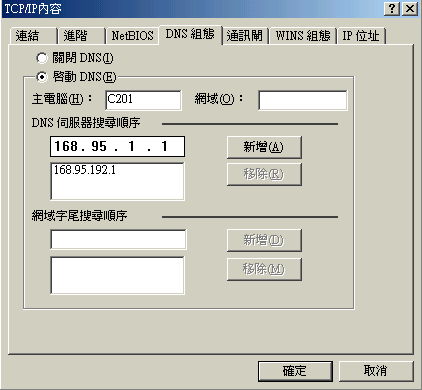 TCP/IP內容
連結 進階 NetBIOS DNS 組態 通訊閘 WINS 組態 IP 位址
關閉 DNS(I)
啓動 DNS(E)
主電腦(H)： C201 網域(O)：
DNS 伺服器搜尋順序
168. 95 . 1 . 1 新增(A)
168.95.192.1 移除(R)
網域字尾搜尋順序
新增(D)
移除(M)
確定 取消